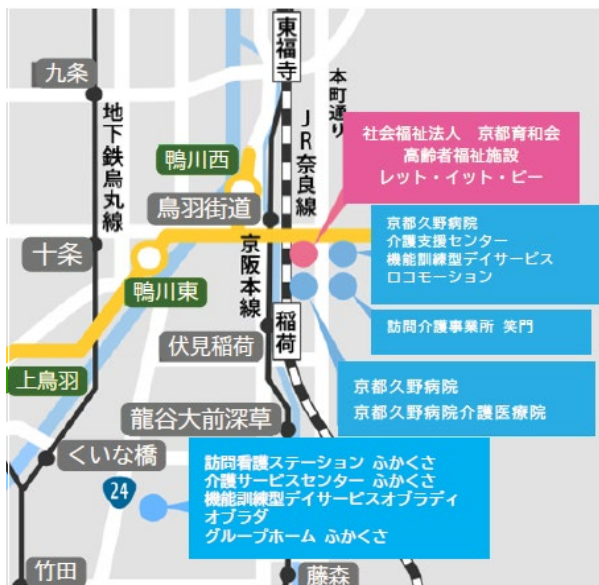 東福寺
本町通り
九条
地下鉄烏丸線
JR奈良線
社会福祉法人 京都育和会
高齢者福祉施設
レット・イット・ビー
鴨川西
鳥羽街道
京都久野病院
介護支援センター
機能訓練型デイサービス
ロコモーション
十条
京阪本線
鴨川東
稲荷
訪問介護事業所 笑門
伏見稲荷
上鳥羽
京都久野病院
京都久野病院介護医療院
龍谷大前深草
くいな橋
訪問看護ステーション ふかくさ
介護サービスセンター ふかくさ
機能訓練型デイサービスオブラディ
オブラダ
グループホーム ふかくさ
24
竹田
藤森